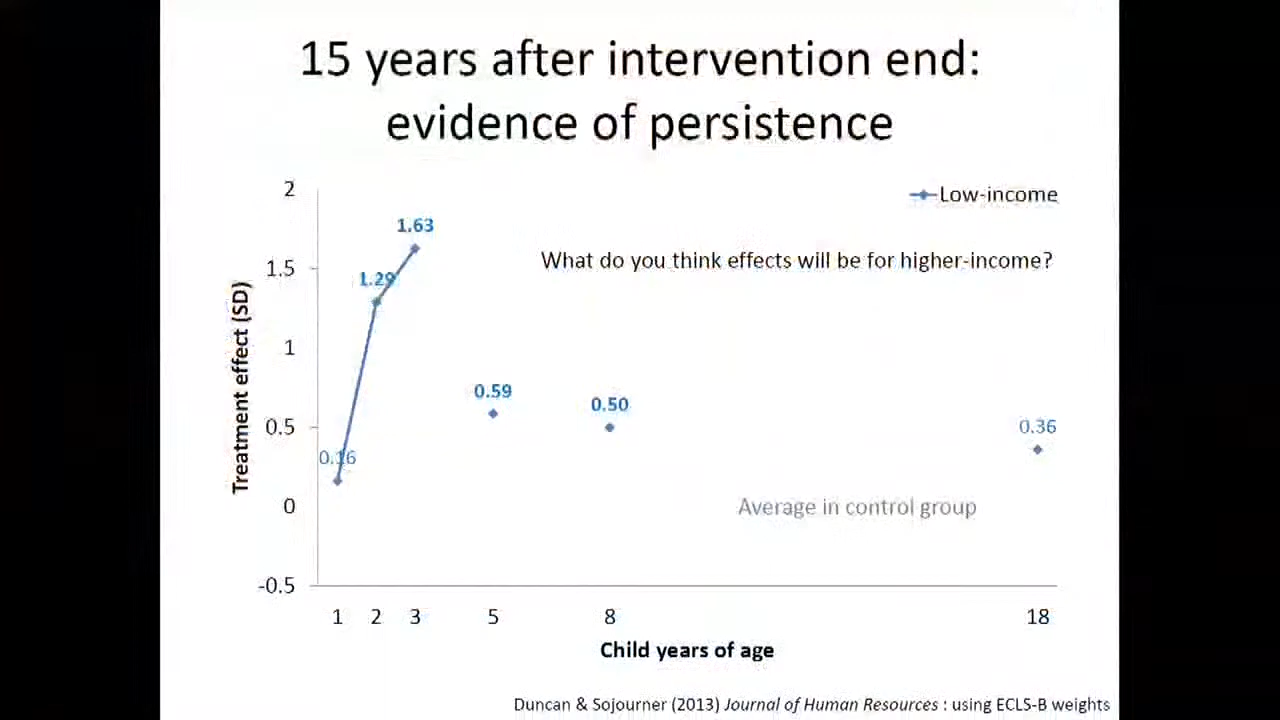 15 years after intervention end:
evidence of persistence
2
Low-income
1.63
What do you think effects will be for higher-income?
1.5
1.29
Treatment effect (SD)
1
0.59
0.50
0.5
0.36
0.16
0
Average in control group
-0.5
1 2 3 5 8 18
Child years of age
Duncan & Sojourner (2013) Journal of Human Resources : using ECLS-B weights